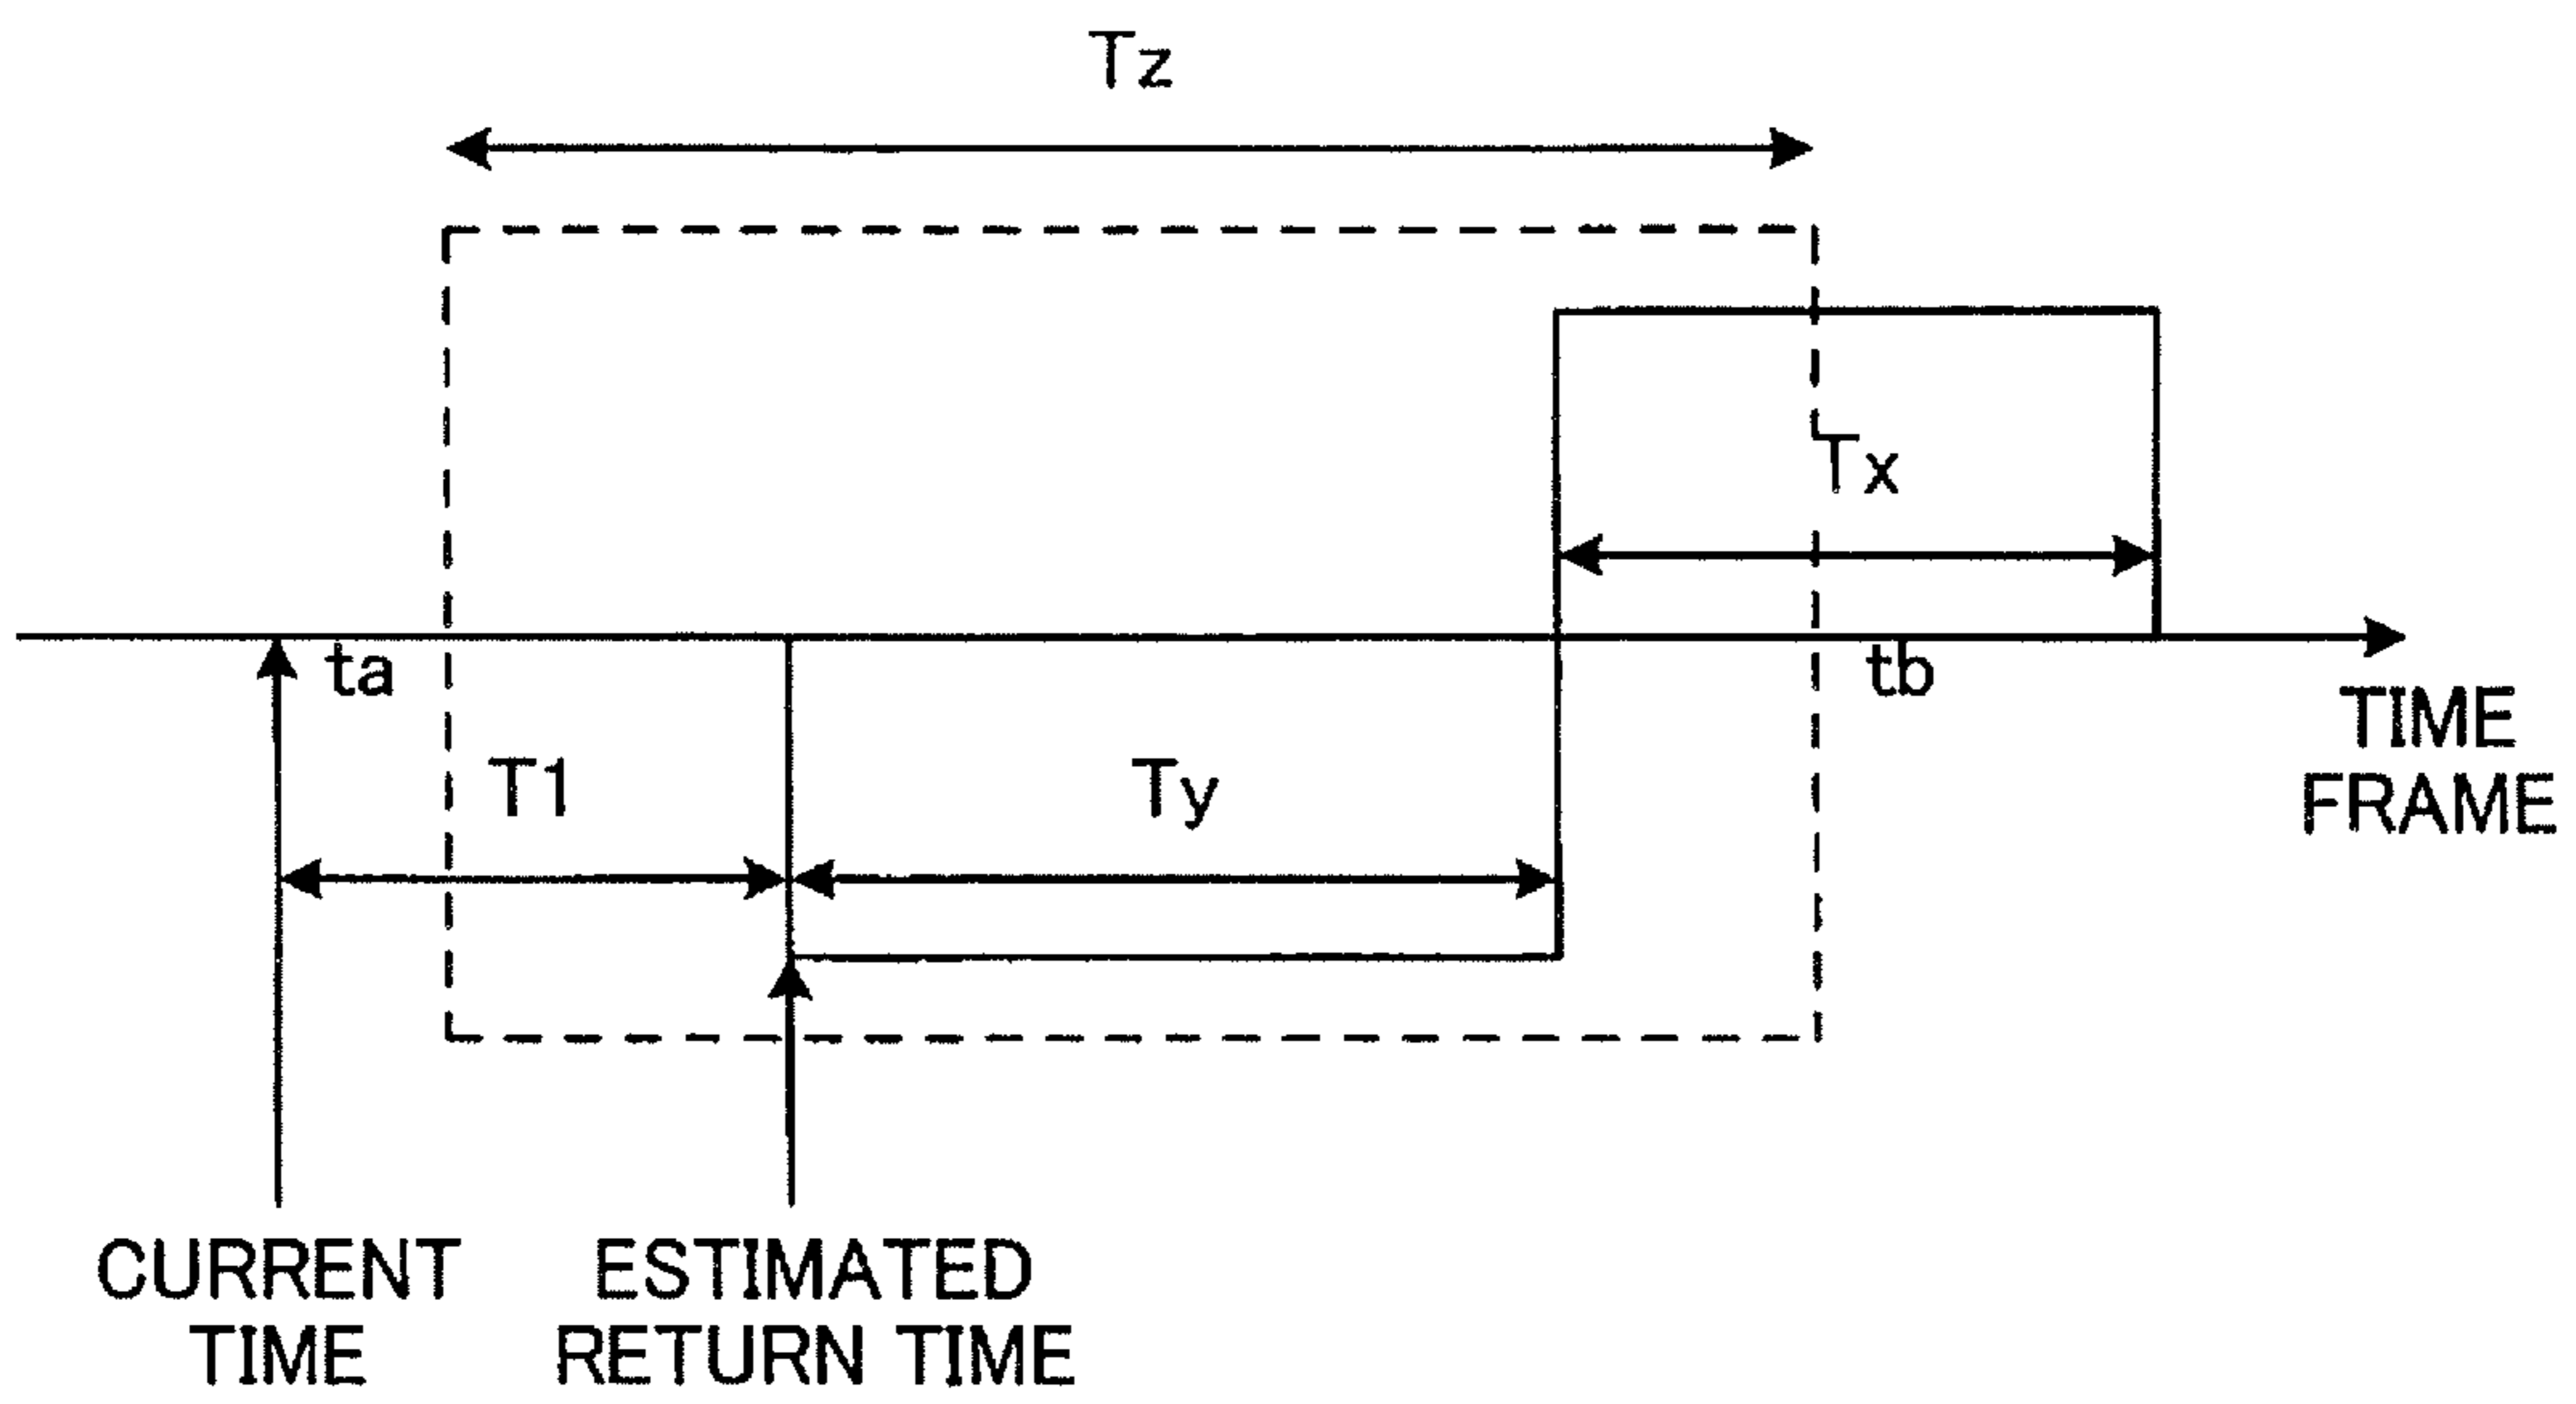 Tz
Tx
ta
tb
TIME
FRAME
T1
Ty
CURRENT
TIME
ESTIMATED
RETURN TIME